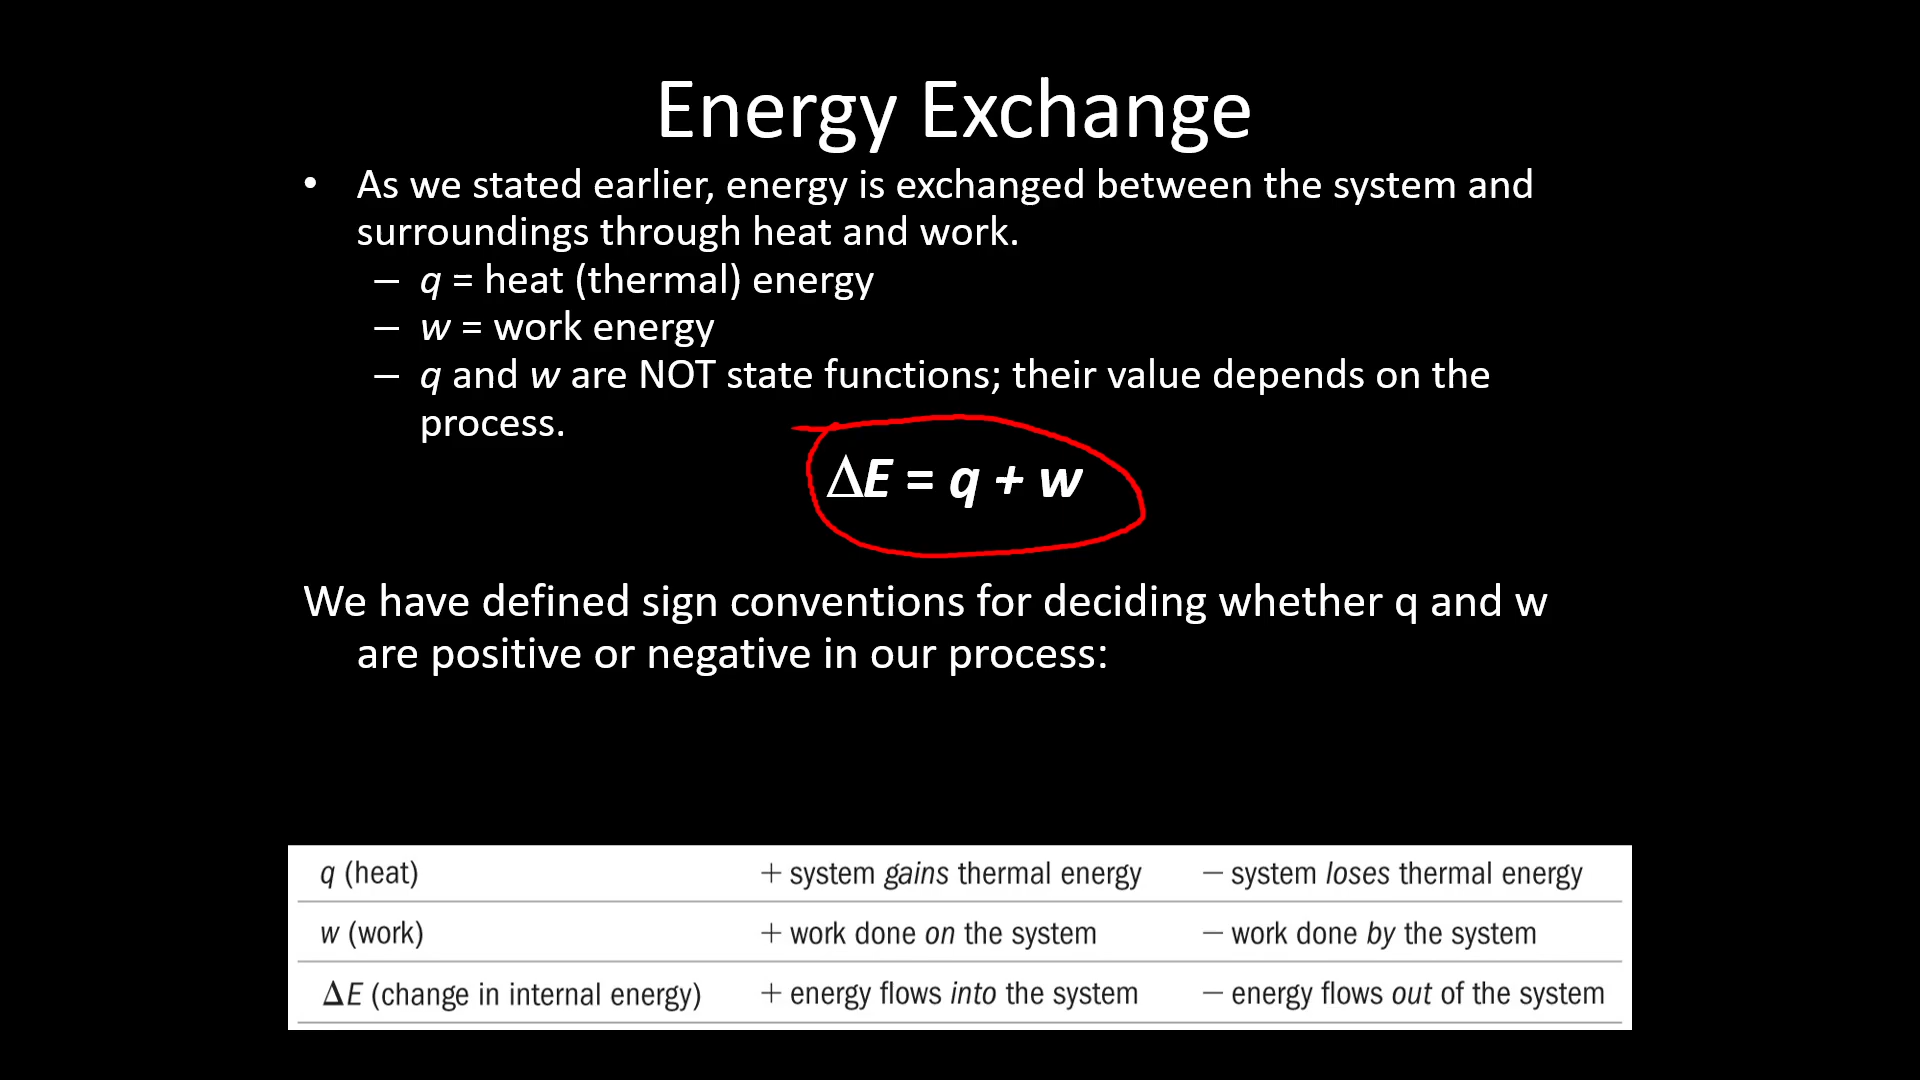 Energy Exchange
• As we stated earlier, energy is exchanged between the system and
surroundings through heat and work.
– q = heat (thermal) energy
– w = work energy
– q and w are NOT state functions; their value depends on the
process.
ΔE = q + w
We have defined sign conventions for deciding whether q and w
are positive or negative in our process:
q (heat) + system gains thermal energy − system loses thermal energy
w (work) + work done on the system − work done by the system
ΔE (change in internal energy) + energy flows into the system − energy flows out of the system